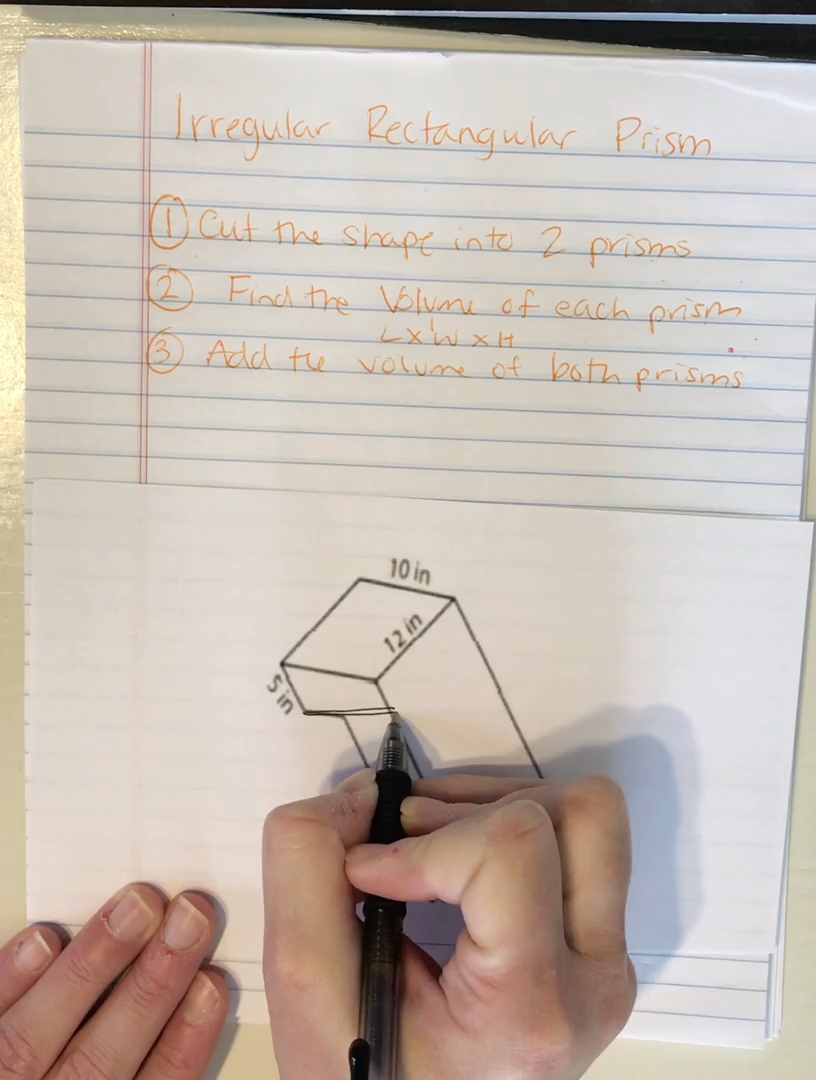 Irregular Rectangular Prism
① Cut the shape into 2 prisms
② Find the Volume of each prism
L x W x H
③ Add the volume of both prisms
10 in
12 in
5 in